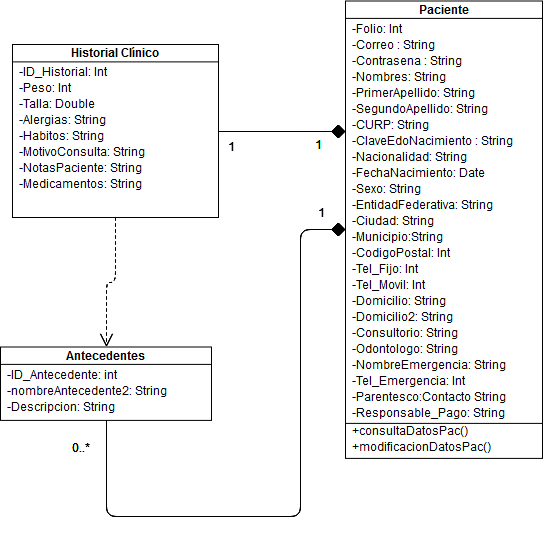 Paciente
-Folio: Int
-Correo : String
-Contrasena : String
-Nombres: String
-PrimerApellido: String
-SegundoApellido: String
-CURP: String
-ClaveEdoNacimiento : String
-Nacionalidad: String
-FechaNacimiento: Date
-Sexo: String
-EntidadFederativa: String
-Ciudad: String
-Municipio:String
-CodigoPostal: Int
-Tel_Fijo: Int
-Tel_Movil: Int
-Domicilio: String
-Domicilio2: String
-Consultorio: String
-Odontologo: String
-NombreEmergencia: String
-Tel_Emergencia: Int
-Parentesco:Contacto String
-Responsable_Pago: String
+consultaDatosPac()
+modificacionDatosPac()
Historial Clínico
-ID_Historial: Int
-Peso: Int
-Talla: Double
-Alergias: String
-Habitos: String
-MotivoConsulta: String
-NotasPaciente: String
-Medicamentos: String
1
1
1
Antecedentes
-ID_Antecedente: int
-nombreAntecedente2: String
-Descripcion: String
0..*